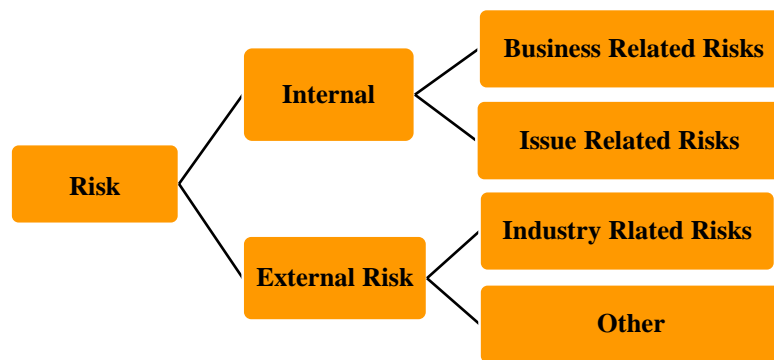 Business Related Risks
Internal
Issue Related Risks
Risk
Industry Rlated Risks
External Risk
Other